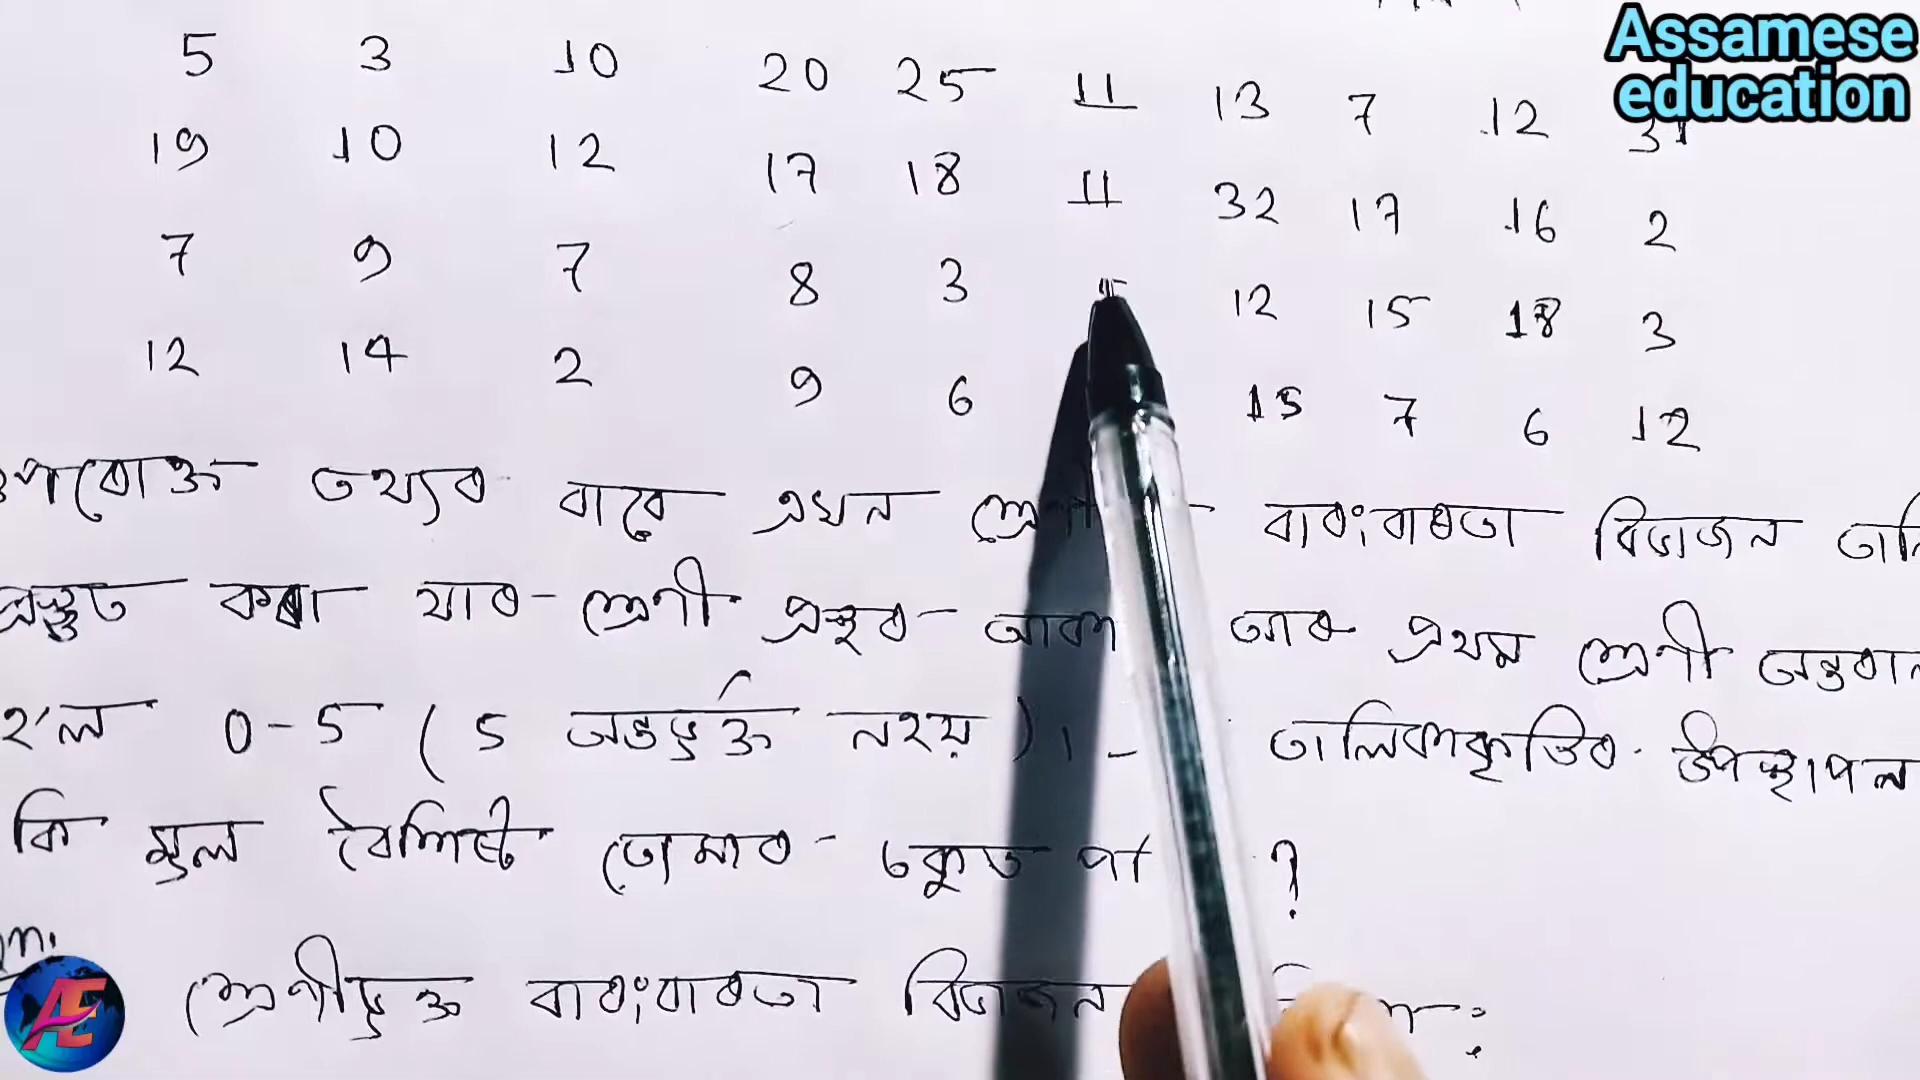 Assamese
education
5 3 10 20 25 11 13 7 12 31
19 10 12 17 18 11 32 17 16 2
7 9 7 8 3 12 15 18 3
12 14 2 9 6 15 7 6 12
তথ্যৰ বাবে এখন বাৰংবাৰতা বিভাজন
প্ৰস্তুত কৰা যাব শ্ৰেণী প্ৰস্থৰ আৰু প্ৰথম শ্ৰেণী
হ'ল 0-5 (5 অন্তৰ্ভুক্ত নহয়)। তালিকাকৃতিৰ উপস্থাপন
কি মূল বৈশিষ্ট তোমাৰ চকুত ?
শ্ৰেণীভুক্ত বাৰংবাৰতা বিভাজন
AE